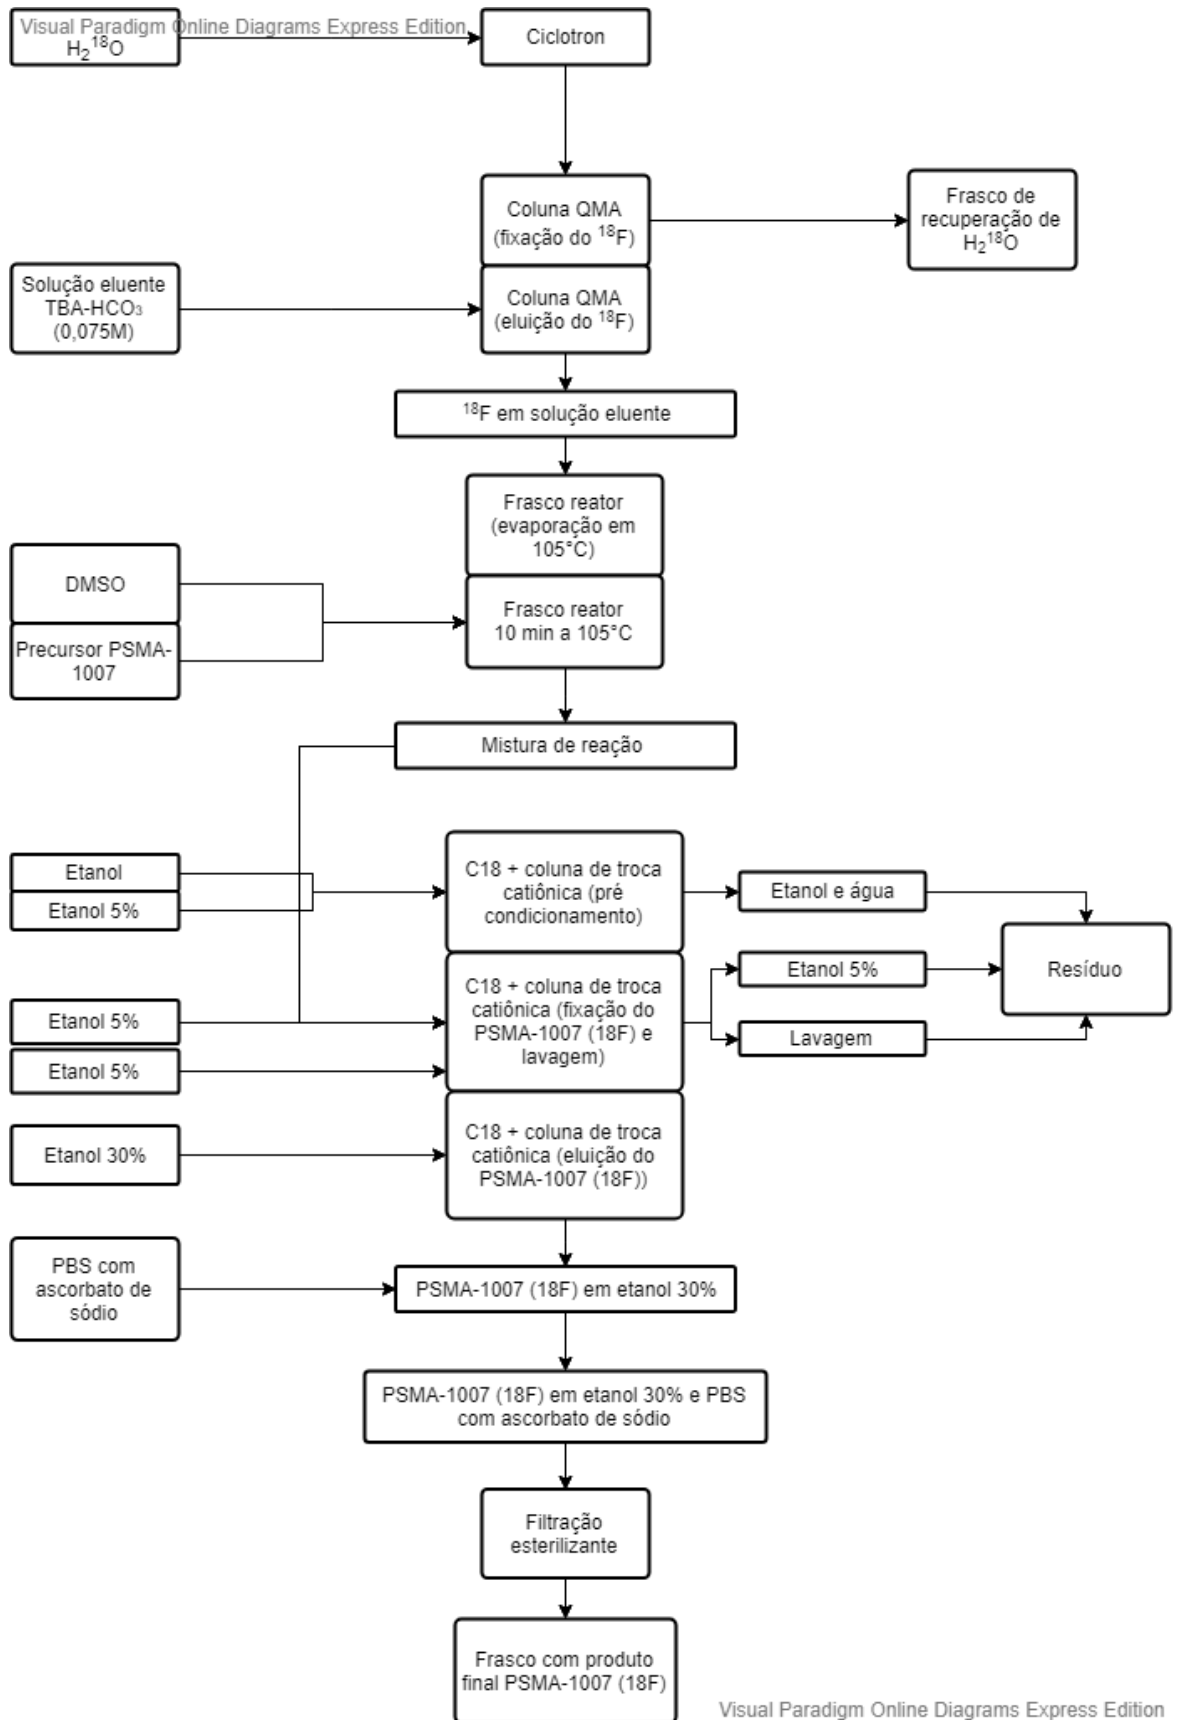 Visual Paradigm Online Diagrams Express Edition
H₂¹⁸O
Ciclotron
Coluna QMA
(fixação do ¹⁸F)
Frasco de
recuperação de
H₂¹⁸O
Solução eluente
TBA-HCO₃
(0,075M)
Coluna QMA
(eluição do ¹⁸F)
¹⁸F em solução eluente
Frasco reator
(evaporação em
105°C)
DMSO
Precursor PSMA-
1007
Frasco reator
10 min a 105°C
Mistura de reação
Etanol
Etanol 5%
C18 + coluna de troca
catiônica (pré
condicionamento)
Etanol e água
Resíduo
Etanol 5%
Etanol 5%
C18 + coluna de troca
catiônica (fixação do
PSMA-1007 (18F) e
lavagem)
Etanol 5%
Lavagem
Etanol 30%
C18 + coluna de troca
catiônica (eluição do
PSMA-1007 (18F))
PBS com
ascorbato de
sódio
PSMA-1007 (18F) em etanol 30%
PSMA-1007 (18F) em etanol 30% e PBS
com ascorbato de sódio
Filtração
esterilizante
Frasco com produto
final PSMA-1007 (18F)
Visual Paradigm Online Diagrams Express Edition